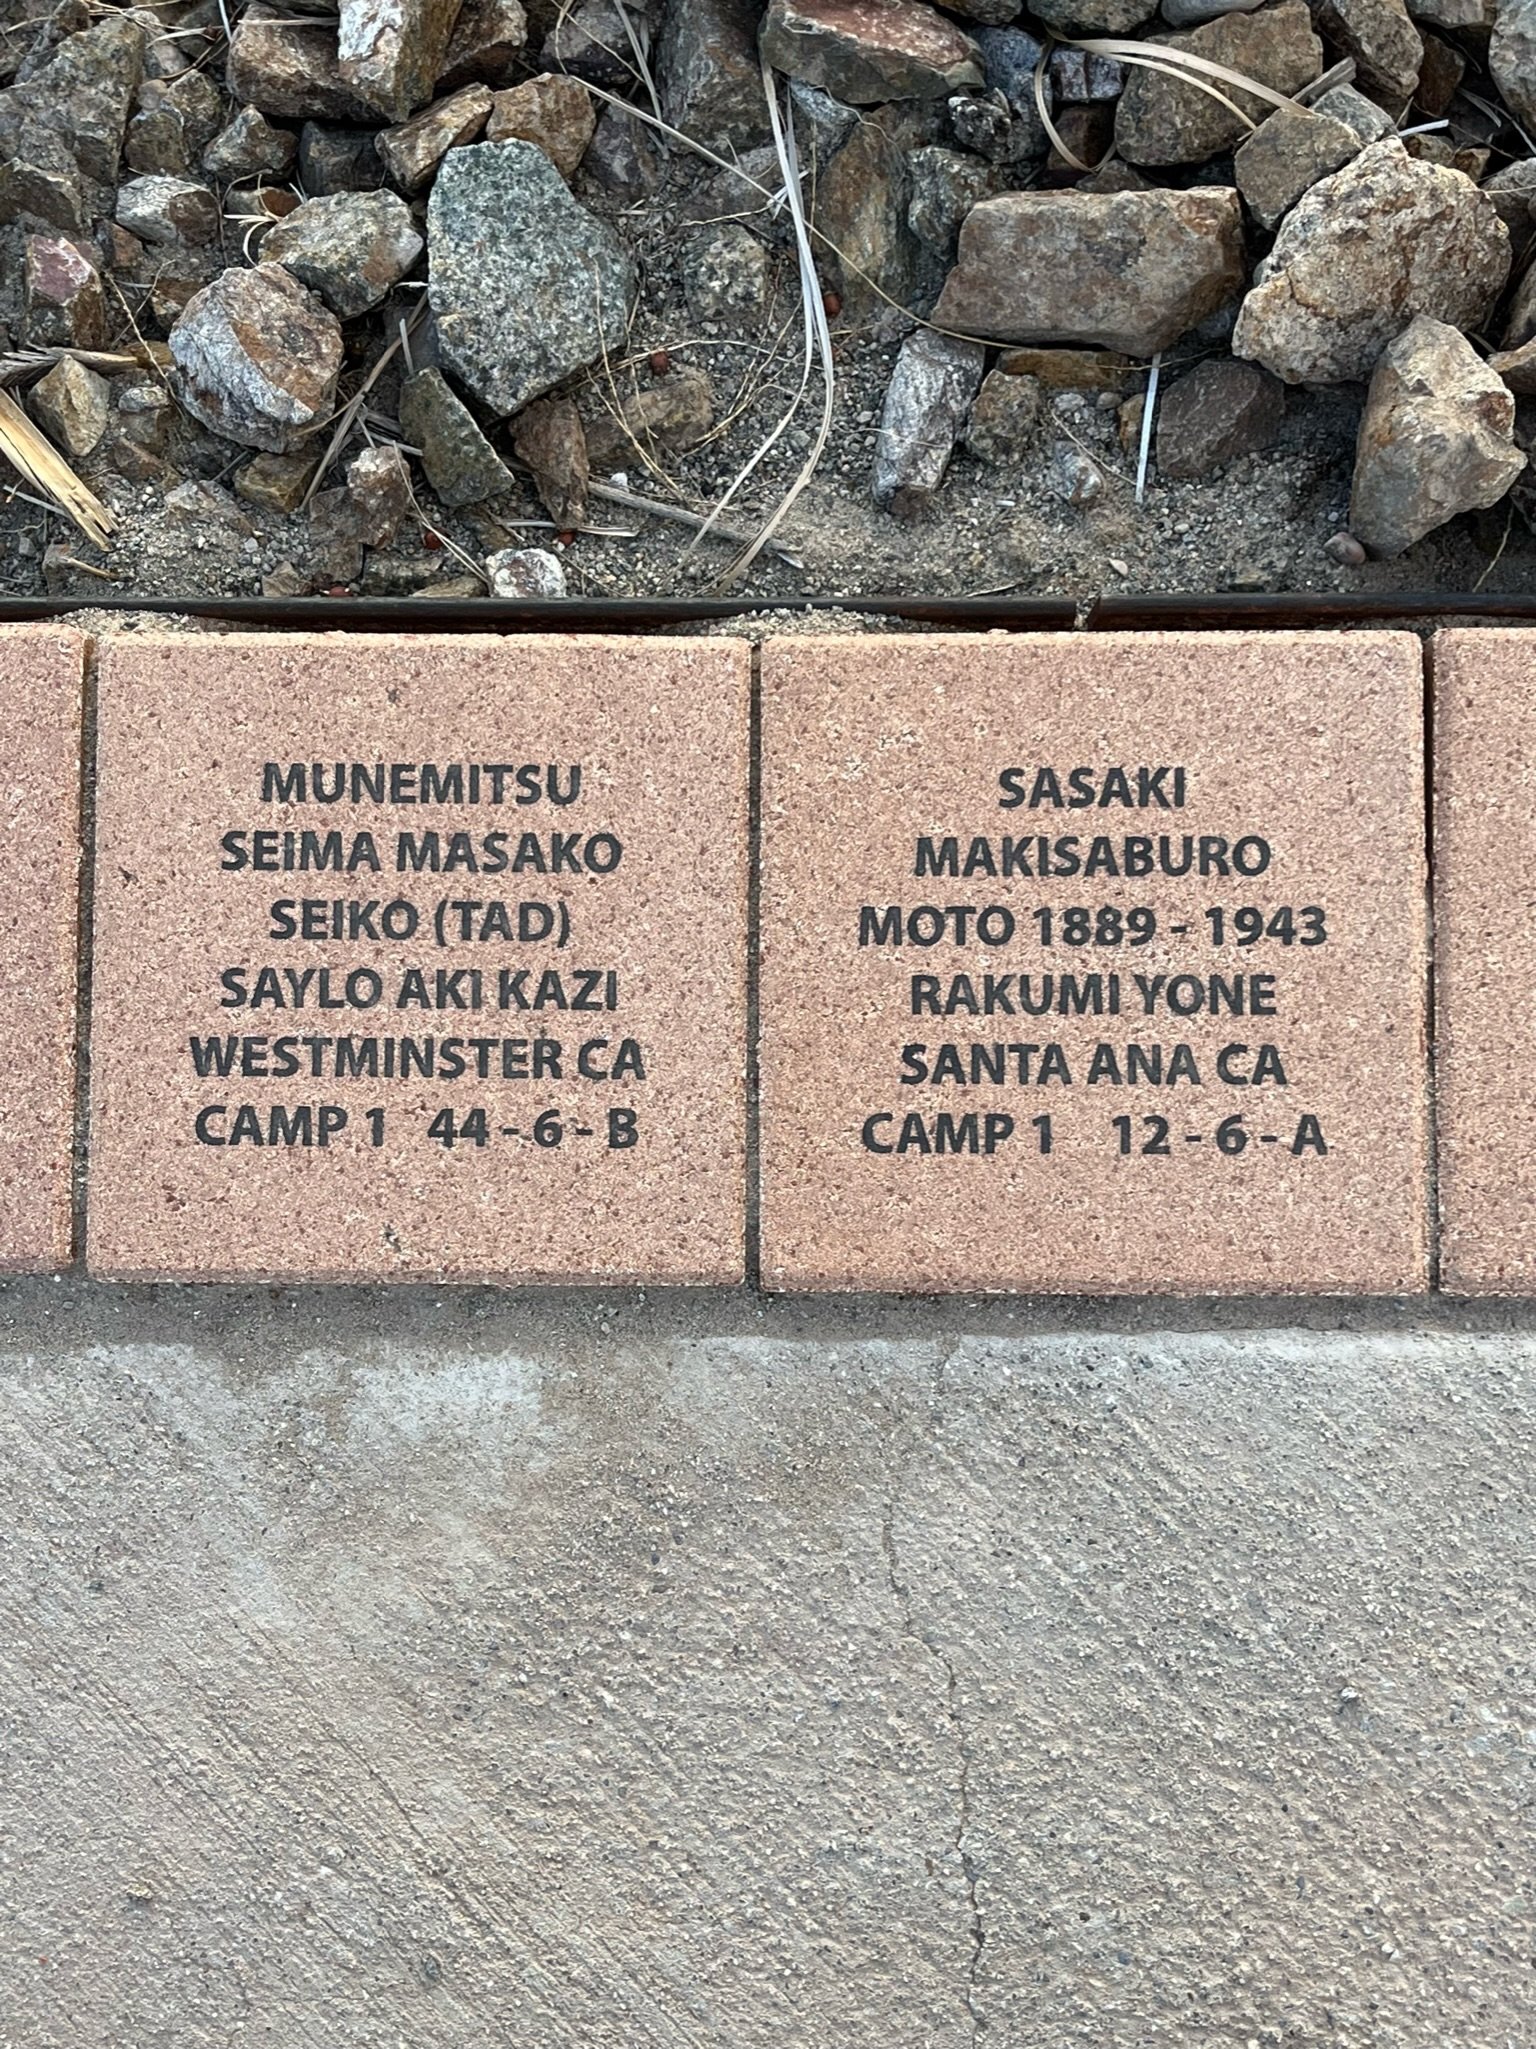 MUNEMITSU
SEIMA MASAKO
SEIKO (TAD)
SAYLO AKI KAZI
WESTMINSTER CA
CAMP 1 44 - 6 - B
SASAKI
MAKISABURO
MOTO 1889 - 1943
RAKUMI YONE
SANTA ANA CA
CAMP 1 12 - 6 - A